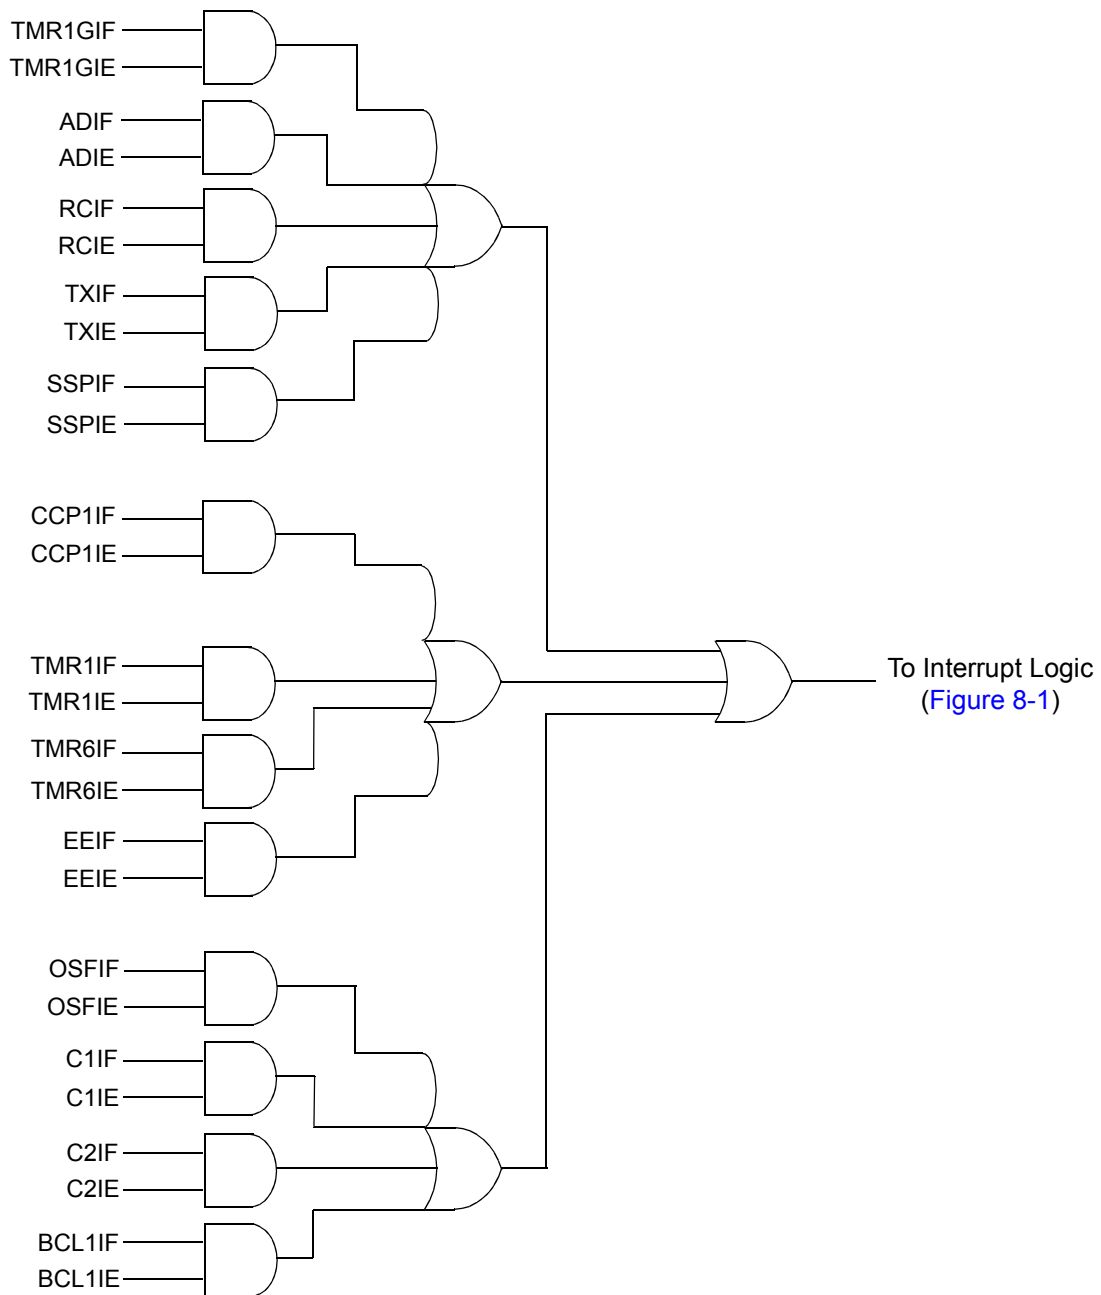 TMR1GIF
TMR1GIE
ADIF
ADIE
RCIF
RCIE
TXIF
TXIE
SSPIF
SSPIE
CCP1IF
CCP1IE
TMR1IF
TMR1IE
TMR6IF
TMR6IE
EEIF
EEIE
OSFIF
OSFIE
C1IF
C1IE
C2IF
C2IE
BCL1IF
BCL1IE
To Interrupt Logic
(Figure 8-1)